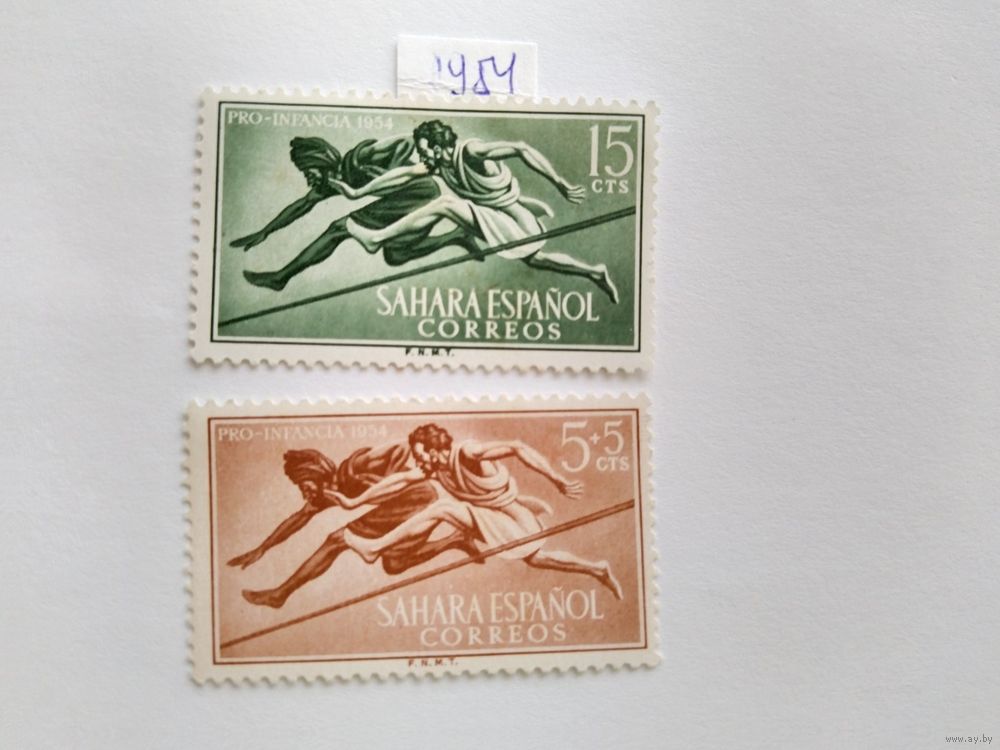 1954
PRO-INFANCIA 1954
15
CTS
SAHARA ESPAÑOL
CORREOS
F.N.M.T.
PRO-INFANCIA 1954
5+5
CTS
SAHARA ESPAÑOL
CORREOS
F.N.M.T.
www.ay.by